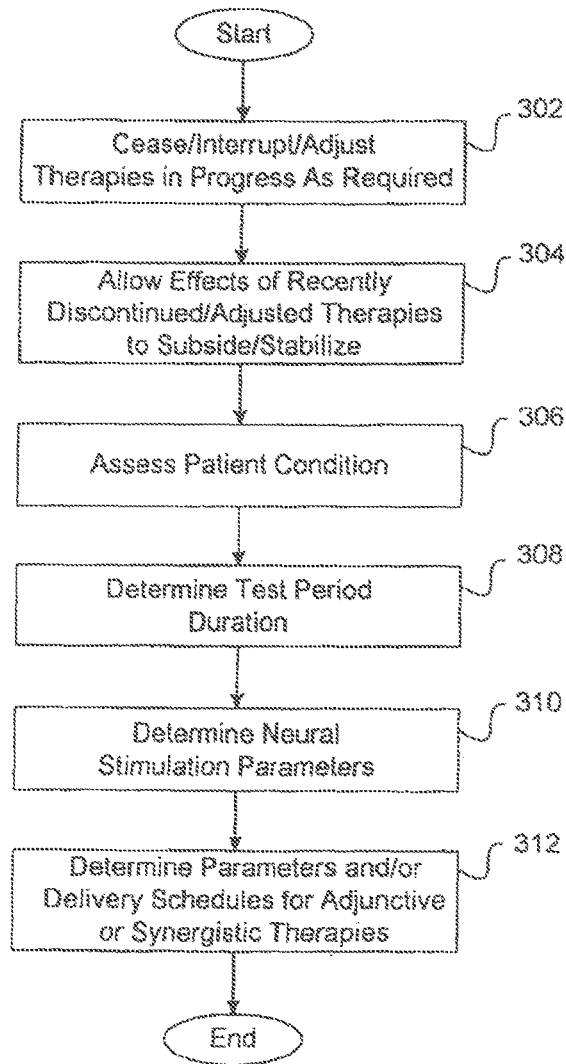 Start
302
Cease/Interrupt/Adjust
Therapies in Progress As Required
304
Allow Effects of Recently
Discontinued/Adjusted Therapies
to Subside/Stabilize
306
Assess Patient Condition
308
Determine Test Period
Duration
310
Determine Neural
Stimulation Parameters
312
Determine Parameters and/or
Delivery Schedules for Adjunctive
or Synergistic Therapies
End